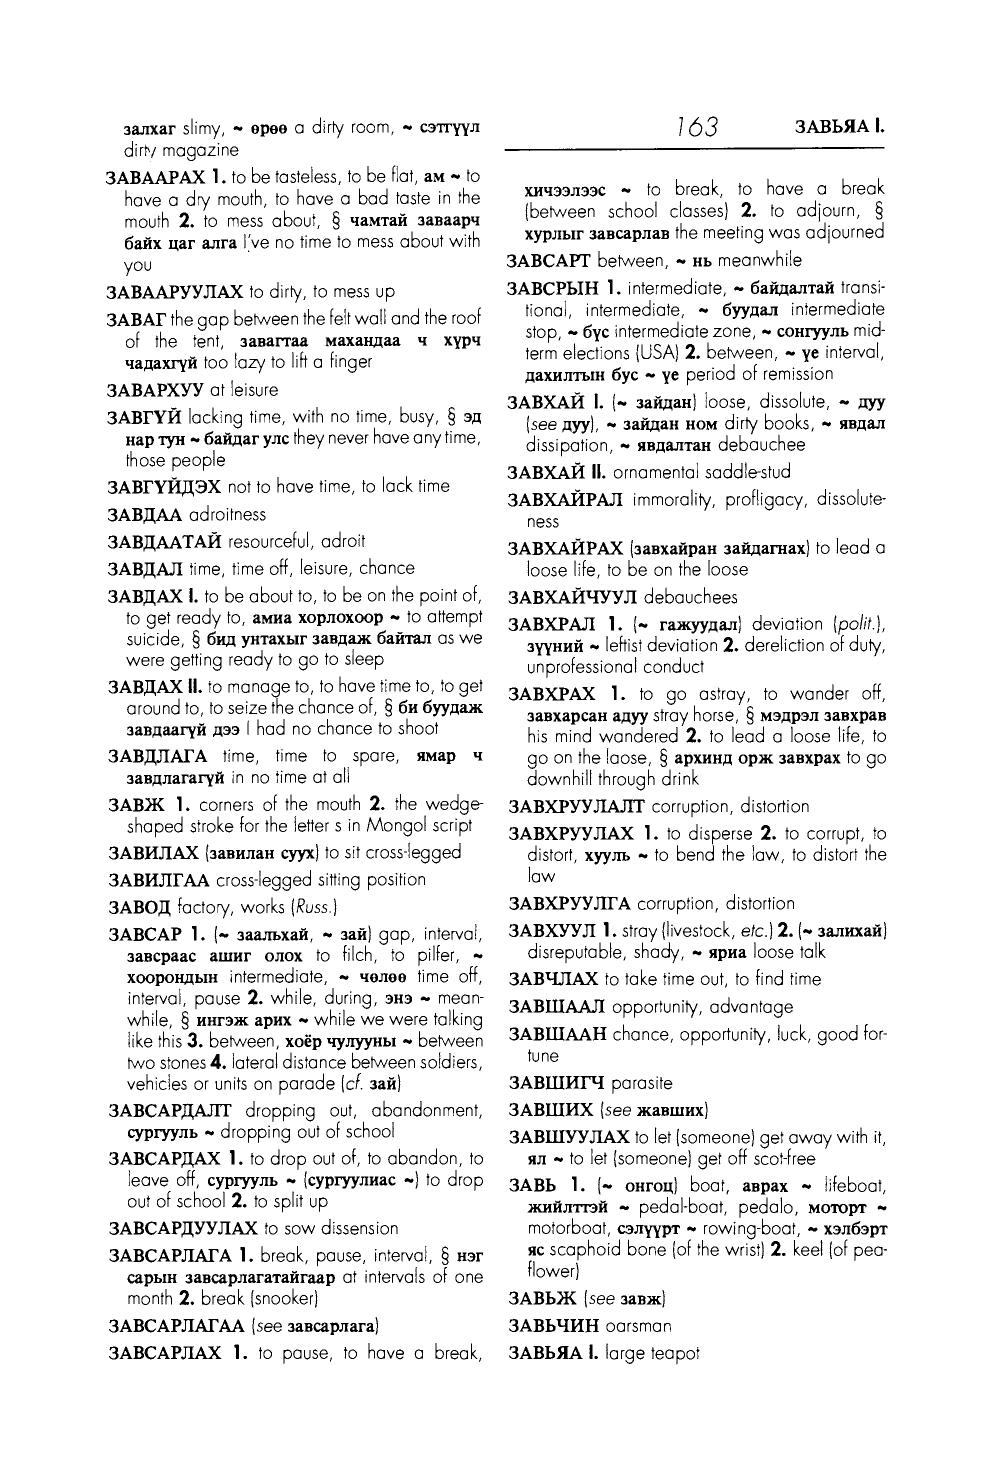 залхаг slimy, ~ өрөө a dirty room, ~ сэтгүүл
dirty magazine
ЗАВААРАХ 1. to be tasteless, to be flat, ам ~ to
have a dry mouth, to have a bad taste in the
mouth 2. to mess about, § чамтай заваарч
байх цаг алга I've no time to mess about with
you
ЗАВААРУУЛАХ to dirty, to mess up
ЗАВАГ the gap between the felt wall and the roof
of the tent, завагтаа махандаа ч хүрч
чадахгүй too lazy to lift a finger
ЗАВАРХУУ at leisure
ЗАВГҮЙ lacking time, with no time, busy, § эд
нар тун ~ байдаг улс they never have any time,
those people
ЗАВГҮЙДЭХ not to have time, to lack time
ЗАВДАА adroitness
ЗАВДААТАЙ resourceful, adroit
ЗАВДАЛ time, time off, leisure, chance
ЗАВДАХ I. to be about to, to be on the point of,
to get ready to, амиа хорлохоор ~ to attempt
suicide, § бид унтахыг завдаж байтал as we
were getting ready to go to sleep
ЗАВДАХ II. to manage to, to have time to, to get
around to, to seize the chance of, § би буудаж
завдаагүй дээ I had no chance to shoot
ЗАВДЛАГА time, time to spare, ямар ч
завдлагагүй in no time at all
ЗАВЖ 1. corners of the mouth 2. the wedge-
shaped stroke for the letter s in Mongol script
ЗАВИЛАХ (завилан суух) to sit cross-legged
ЗАВИЛГАА cross-legged sitting position
ЗАВОД factory, works (Russ.)
ЗАВСАР 1. (~ заальхай, ~ зай) gap, interval,
завсраас ашиг олох to filch, to pilfer, ~
хоорондын intermediate, ~ чөлөө time off,
interval, pause 2. while, during, энэ ~ mean-
while, § ингэж арих ~ while we were talking
like this 3. between, хоёр чулууны ~ between
two stones 4. lateral distance between soldiers,
vehicles or units on parade (cf. зай)
ЗАВСАРДАЛТ dropping out, abandonment,
сургууль ~ dropping out of school
ЗАВСАРДАХ 1. to drop out of, to abandon, to
leave off, сургууль ~ (сургуулиас ~) to drop
out of school 2. to split up
ЗАВСАРДУУЛАХ to sow dissension
ЗАВСАРЛАГА 1. break, pause, interval, § нэг
сарын завсарлагатайгаар at intervals of one
month 2. break (snooker)
ЗАВСАРЛАГАА (see завсарлага)
ЗАВСАРЛАХ 1. to pause, to have a break,
163 ЗАВЬЯА I.
хичээлээс ~ to break, to have a break
(between school classes) 2. to adjourn, §
хурлыг завсарлав the meeting was adjourned
ЗАВСАРТ between, ~ нь meanwhile
ЗАВСРЫН 1. intermediate, ~ байдалтай transi-
tional, intermediate, ~ буудал intermediate
stop, ~ бүс intermediate zone, ~ сонгууль mid-
term elections (USA) 2. between, ~ үе interval,
дахилтын бус ~ үе period of remission
ЗАВХАЙ I. (~ зайдан) loose, dissolute, ~ дуу
(see дуу), ~ зайдан ном dirty books, ~ явдал
dissipation, ~ явдалтан debauchee
ЗАВХАЙ II. ornamental saddle-stud
ЗАВХАЙРАЛ immorality, profligacy, dissolute-
ness
ЗАВХАЙРАХ (завхайран зайдагнах) to lead a
loose life, to be on the loose
ЗАВХАЙЧУУЛ debauchees
ЗАВХРАЛ 1. (~ гажуудал) deviation (polit.),
зүүний ~ leftist deviation 2. dereliction of duty,
unprofessional conduct
ЗАВХРАХ 1. to go astray, to wander off,
завхарсан адуу stray horse, § мэдрэл завхрав
his mind wandered 2. to lead a loose life, to
go on the loose, § архинд орж завхрах to go
downhill through drink
ЗАВХРУУЛАЛТ corruption, distortion
ЗАВХРУУЛАХ 1. to disperse 2. to corrupt, to
distort, хууль ~ to bend the law, to distort the
law
ЗАВХРУУЛГА corruption, distortion
ЗАВХУУЛ 1. stray (livestock, etc.) 2. (~ залихай)
disreputable, shady, ~ яриа loose talk
ЗАВЧЛАХ to take time out, to find time
ЗАВШААЛ opportunity, advantage
ЗАВШААН chance, opportunity, luck, good for-
tune
ЗАВШИГЧ parasite
ЗАВШИХ (see жавших)
ЗАВШУУЛАХ to let (someone) get away with it,
ял ~ to let (someone) get off scot-free
ЗАВЬ 1. (~ онгоц) boat, аврах ~ lifeboat,
жийлттэй ~ pedal-boat, pedalo, моторт ~
motorboat, сэлүүрт ~ rowing-boat, ~ хэлбэрт
яс scaphoid bone (of the wrist) 2. keel (of pea-
flower)
ЗАВЬЖ (see завж)
ЗАВЬЧИН oarsman
ЗАВЬЯА I. large teapot